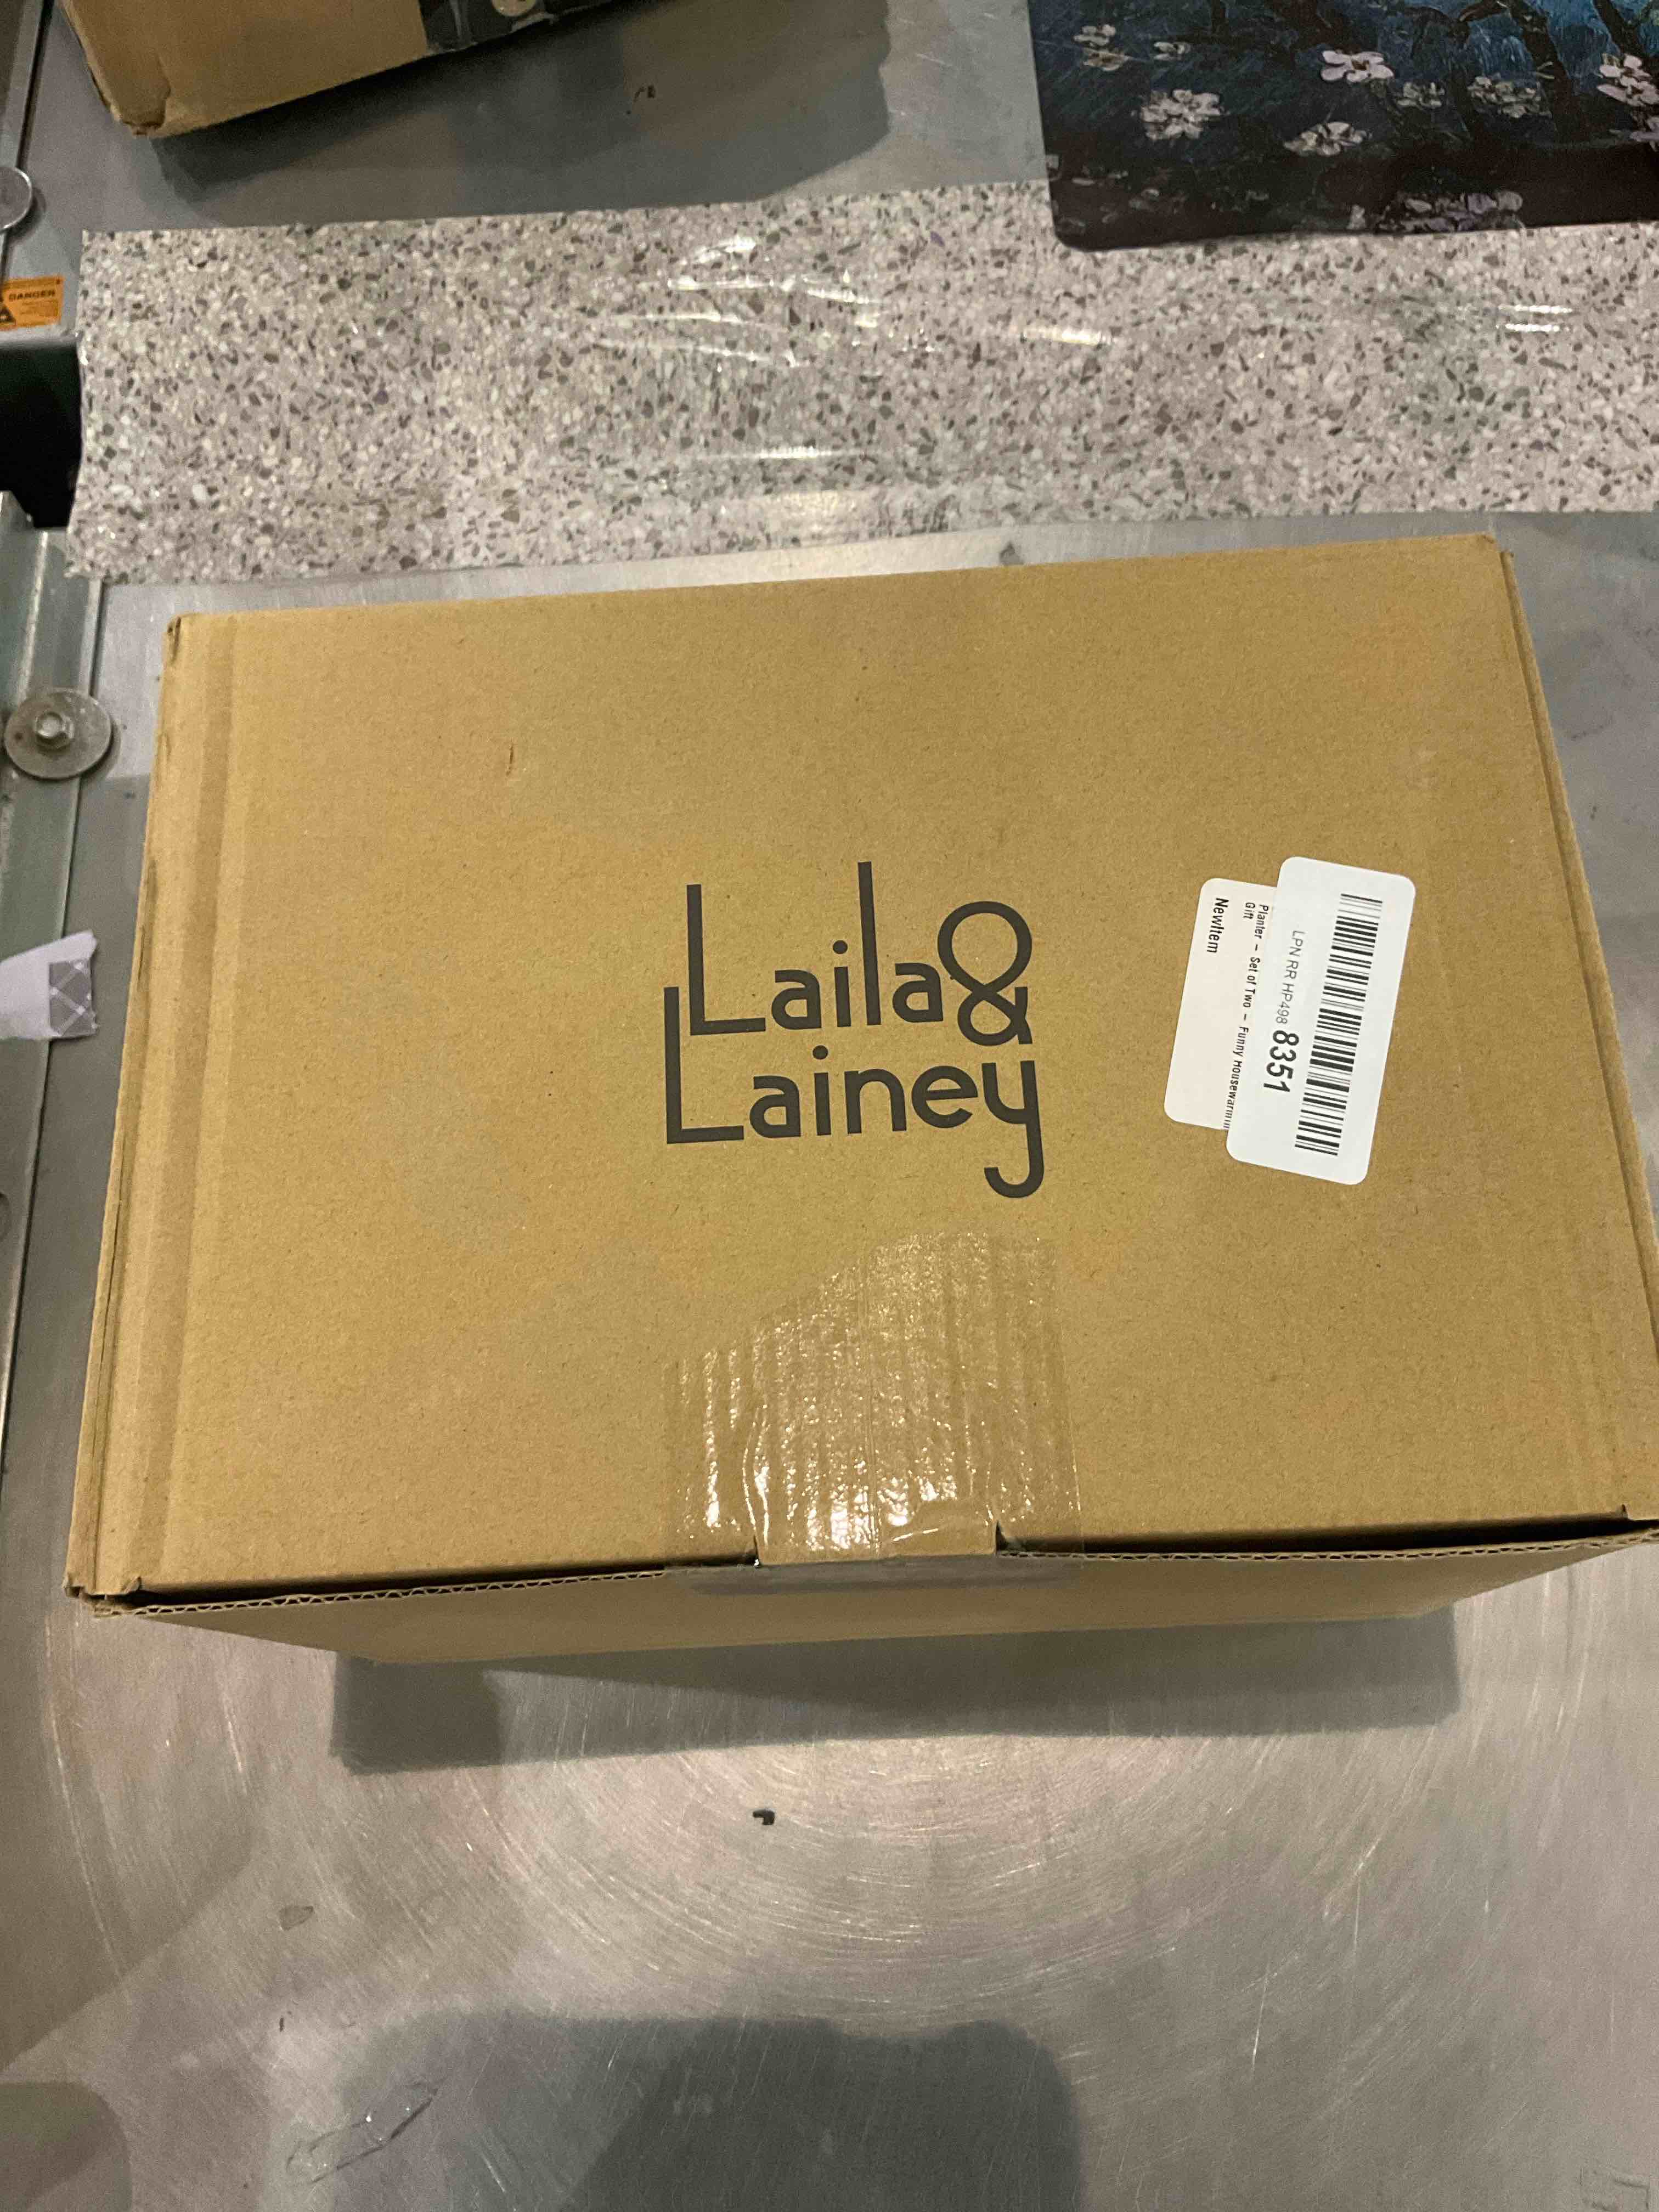 DANGER
Laila &
Lainey
LPN RR HP498 8351
Planter – Set of Two – Funny Housewarmin
Gift
NewItem